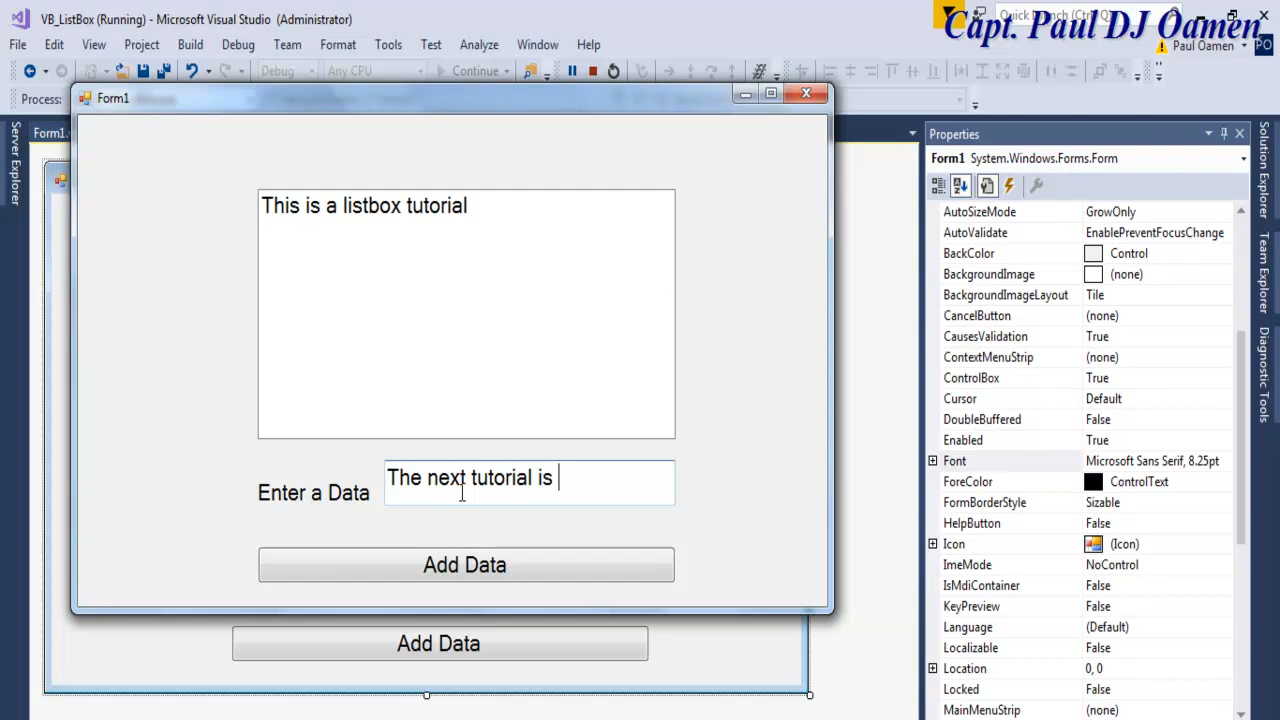 VB_ListBox (Running) - Microsoft Visual Studio (Administrator)
Quick Launch (Ctrl+Q)
Capt. Paul DJ Oamen
File Edit View Project Build Debug Team Format Tools Test Analyze Window Help
Paul Oamen
PO
Debug Any CPU Continue
Process:
Form1
Form1.
Server Explorer
This is a listbox tutorial
Enter a Data
The next tutorial is
Add Data
Add Data
Properties
Form1 System.Windows.Forms.Form
AutoSizeMode GrowOnly
AutoValidate EnablePreventFocusChange
BackColor Control
BackgroundImage (none)
BackgroundImageLayout Tile
CancelButton (none)
CausesValidation True
ContextMenuStrip (none)
ControlBox True
Cursor Default
DoubleBuffered False
Enabled True
Font Microsoft Sans Serif, 8.25pt
ForeColor ControlText
FormBorderStyle Sizable
HelpButton False
Icon (Icon)
ImeMode NoControl
IsMdiContainer False
KeyPreview False
Language (Default)
Localizable False
Location 0, 0
Locked False
MainMenuStrip (none)
Solution Explorer
Team Explorer
Diagnostic Tools